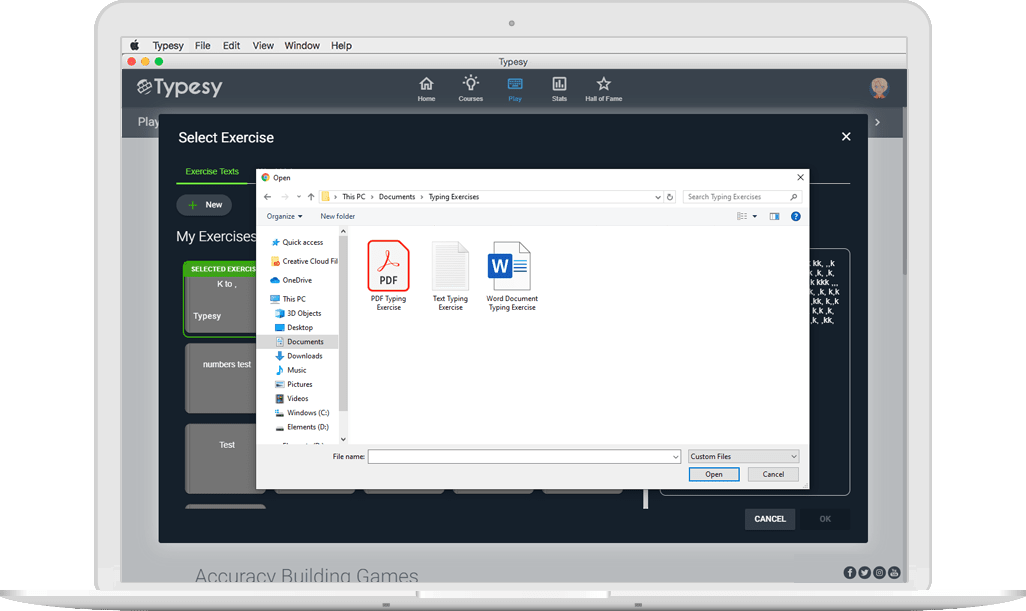 Typesy File Edit View Window Help
Typesy
Typesy
Home Courses Play Stats Hall of Fame
Play
Select Exercise
Exercise Texts
+ New
My Exercises
SELECTED EXERCIS
K to ,
Typesy
numbers test
Test
Open
This PC > Documents > Typing Exercises
Search Typing Exercises
Organize New folder
Quick access
Creative Cloud Fil
OneDrive
This PC
3D Objects
Desktop
Documents
Downloads
Music
Pictures
Videos
Windows (C:)
Elements (D:)
PDF
PDF Typing
Exercise
Text Typing
Exercise
W
Word Document
Typing Exercise
File name:
Custom Files
Open Cancel
k kk, ,,k
,k, ,k,
k kkk ,,,
, ,k, k,k
,kk, k,,k
k,k ,k,
,k, ,kk,
CANCEL OK
Accuracy Building Games